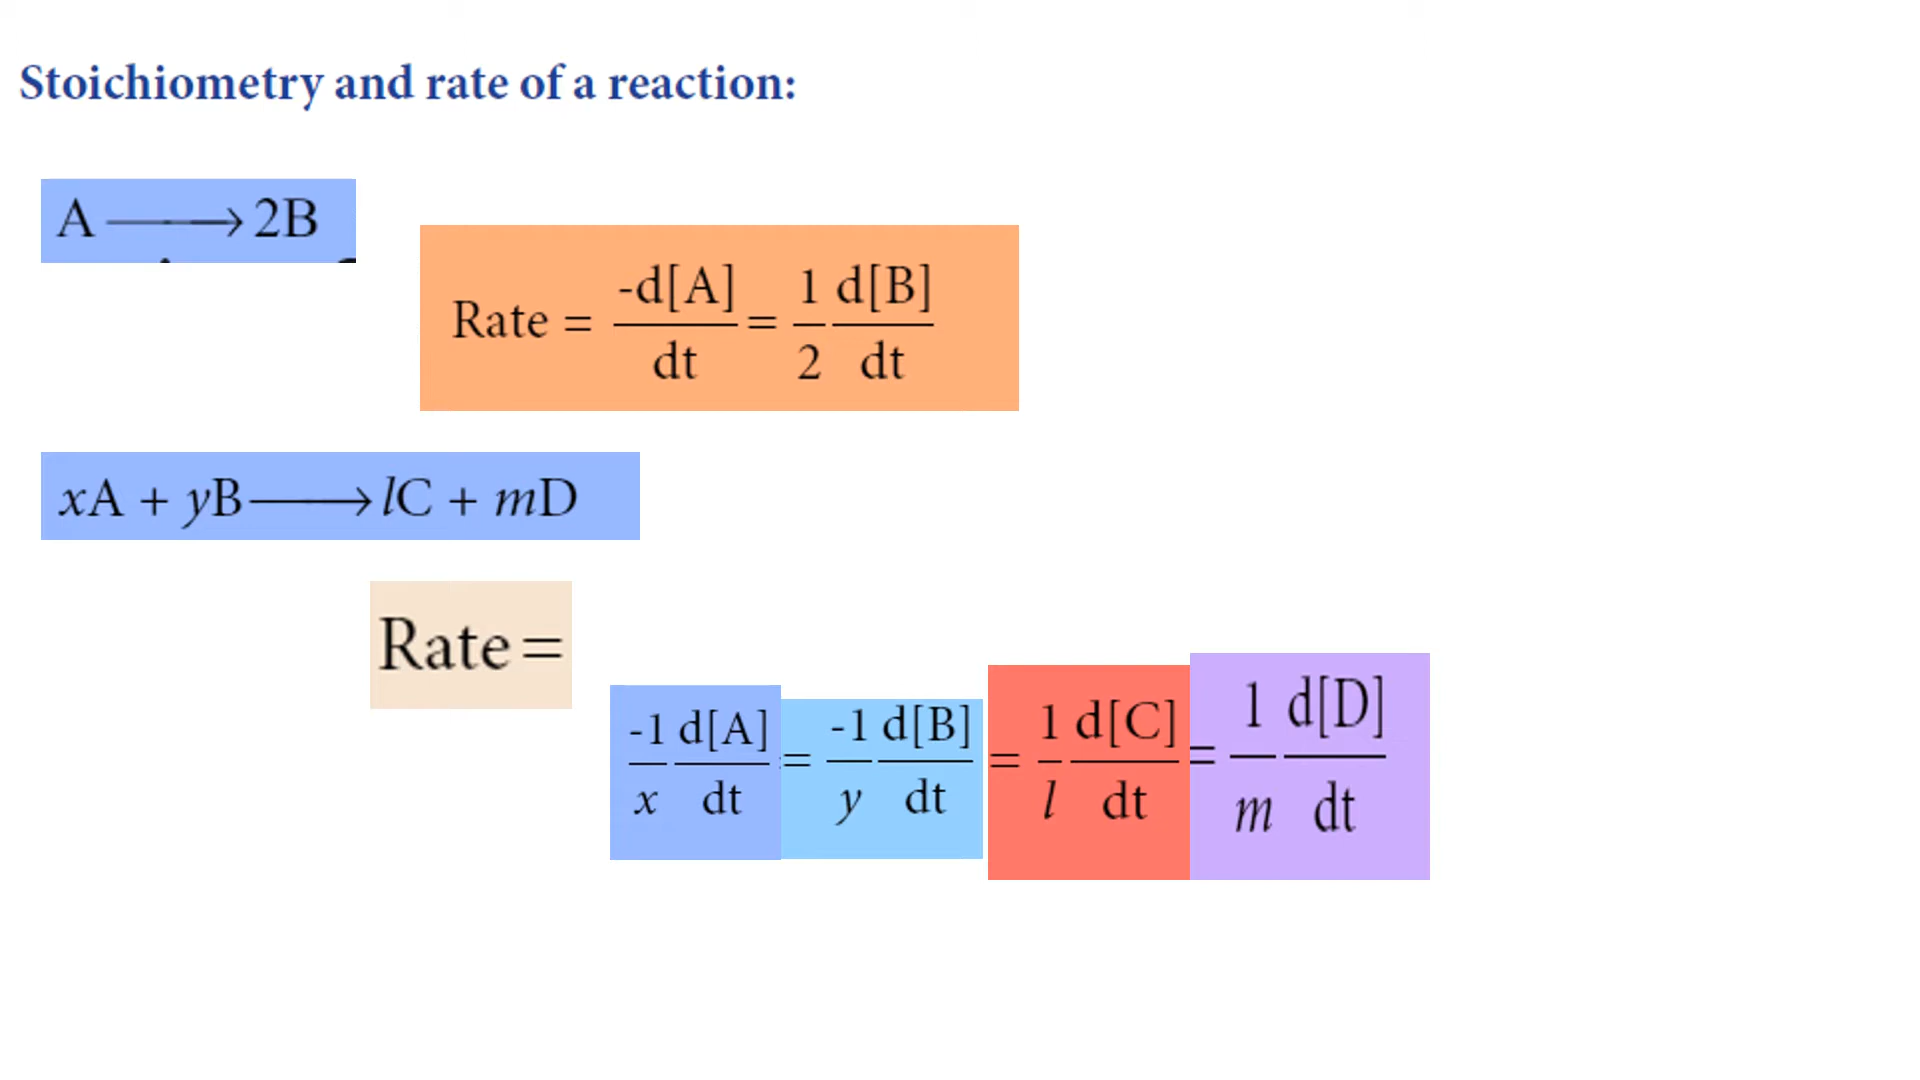 Stoichiometry and rate of a reaction:
A ⟶ 2B
Rate = -d[A]/dt = 1/2 d[B]/dt
xA + yB ⟶ lC + mD
Rate =
-1/x d[A]/dt = -1/y d[B]/dt = 1/l d[C]/dt = 1/m d[D]/dt